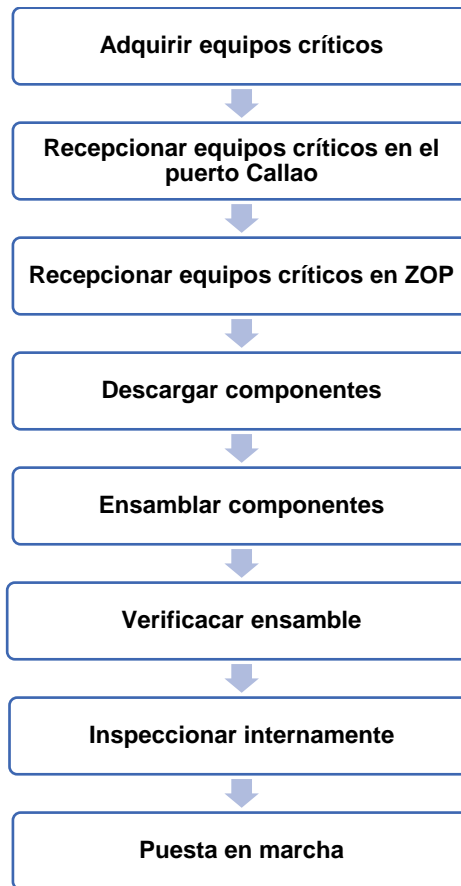 Adquirir equipos críticos
Recepcionar equipos críticos en el
puerto Callao
Recepcionar equipos críticos en ZOP
Descargar componentes
Ensamblar componentes
Verificacar ensamble
Inspeccionar internamente
Puesta en marcha